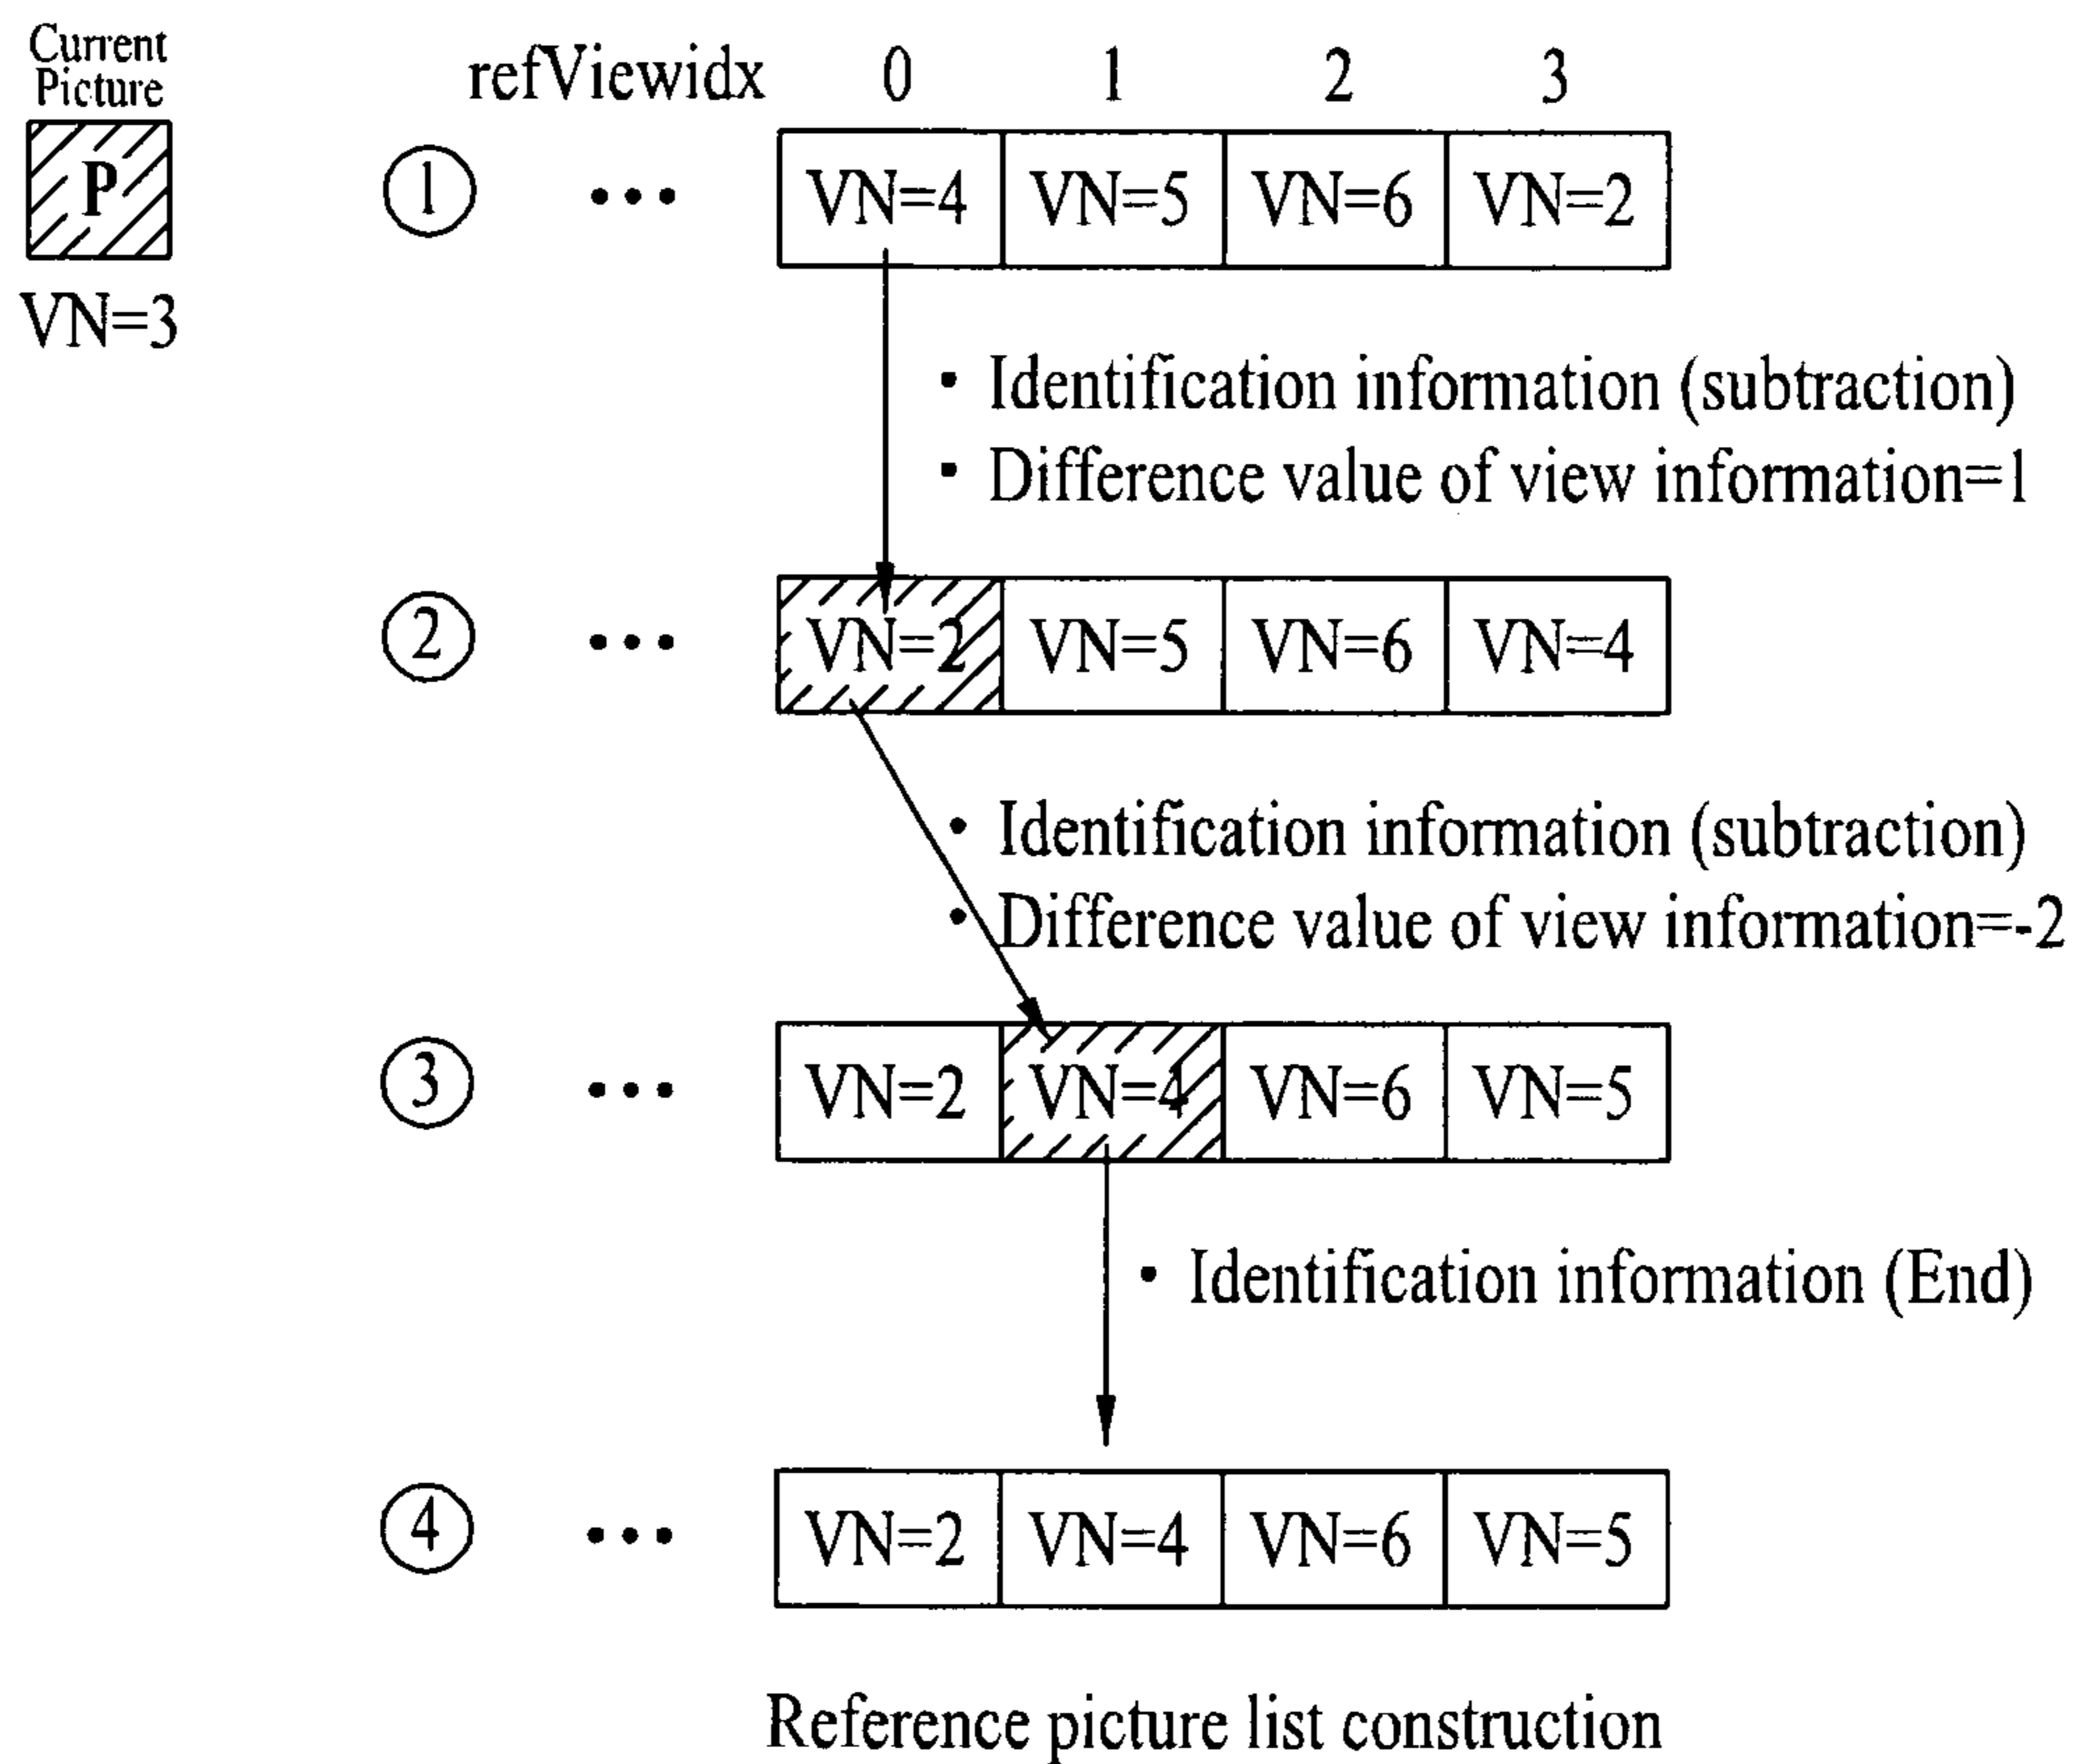 Current
Picture
P
VN=3
refViewidx 0 1 2 3
1 ••• VN=4 VN=5 VN=6 VN=2
• Identification information (subtraction)
• Difference value of view information=1
2 ••• VN=2 VN=5 VN=6 VN=4
• Identification information (subtraction)
• Difference value of view information=-2
3 ••• VN=2 VN=4 VN=6 VN=5
• Identification information (End)
4 ••• VN=2 VN=4 VN=6 VN=5
Reference picture list construction